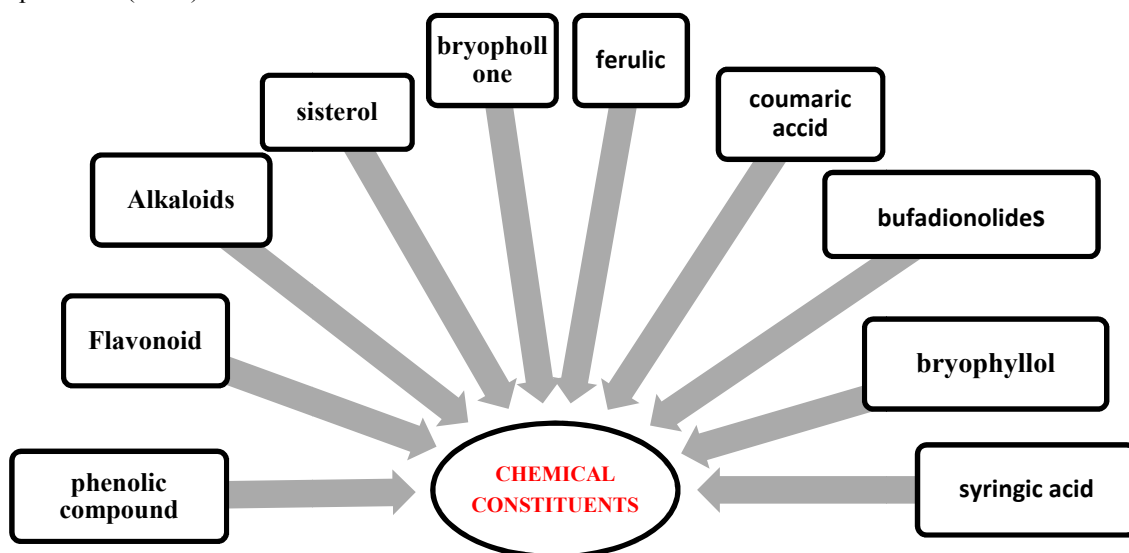 bryopholl
one
ferulic
coumaric
accid
sisterol
Alkaloids
bufadionolides
Flavonoid
bryophyllol
phenolic
compound
CHEMICAL
CONSTITUENTS
syringic acid